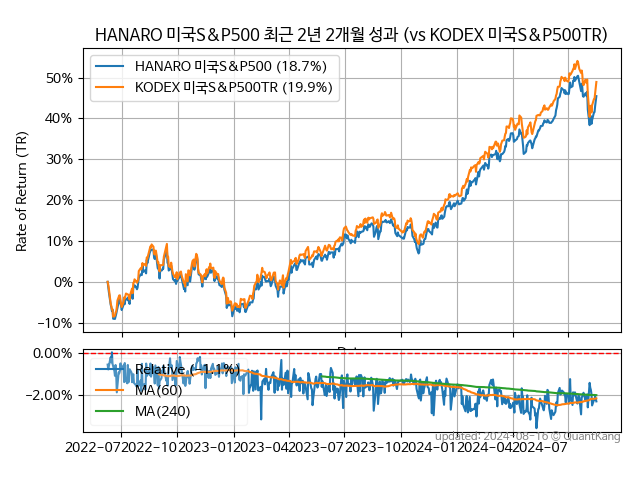 HANARO 미국S&P500 최근 2년 2개월 성과 (vs KODEX 미국S&P500TR)
HANARO 미국S&P500 (18.7%)
KODEX 미국S&P500TR (19.9%)
Rate of Return (TR)
50%
40%
30%
20%
10%
0%
−10%
0.00%
−2.00%
MA(60)
MA(240)
2022-07
2022-10
2023-01
2023-04
2023-07
2023-10
2024-01
2024-04
2024-07
updated: 2024-08-16 © QuantKang